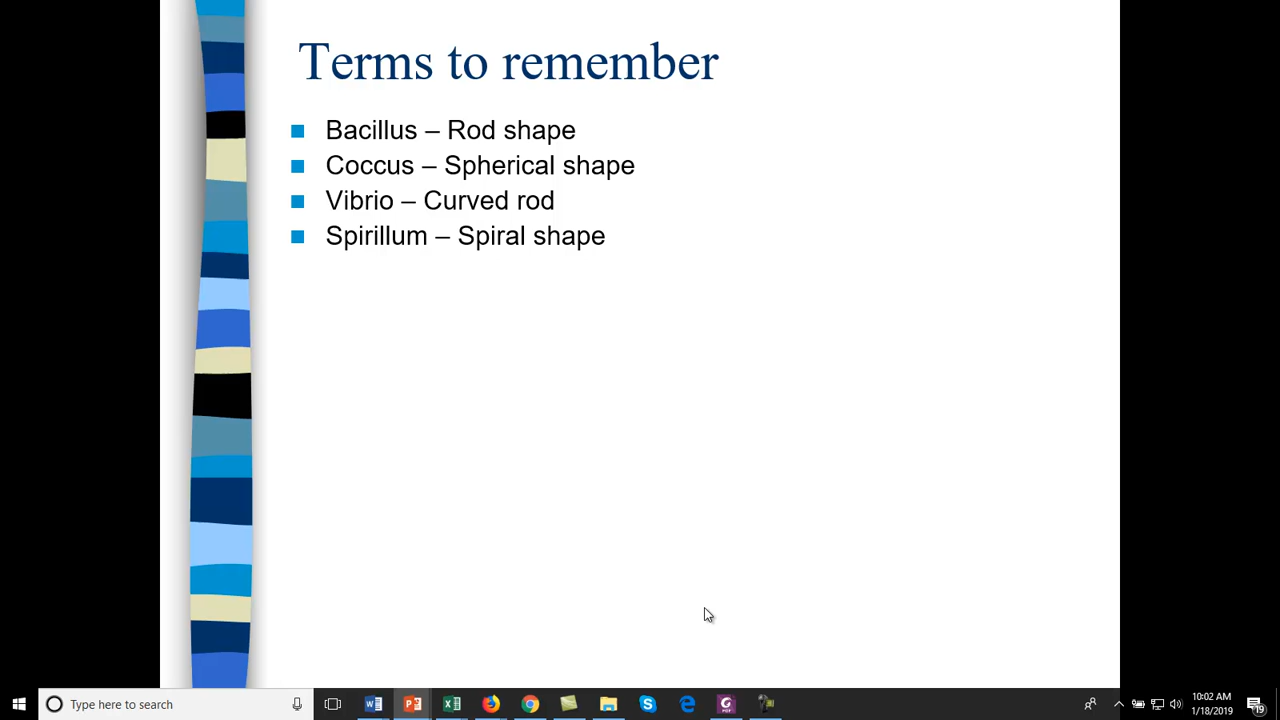 Terms to remember
Bacillus – Rod shape
Coccus – Spherical shape
Vibrio – Curved rod
Spirillum – Spiral shape
Type here to search
10:02 AM
1/18/2019
19